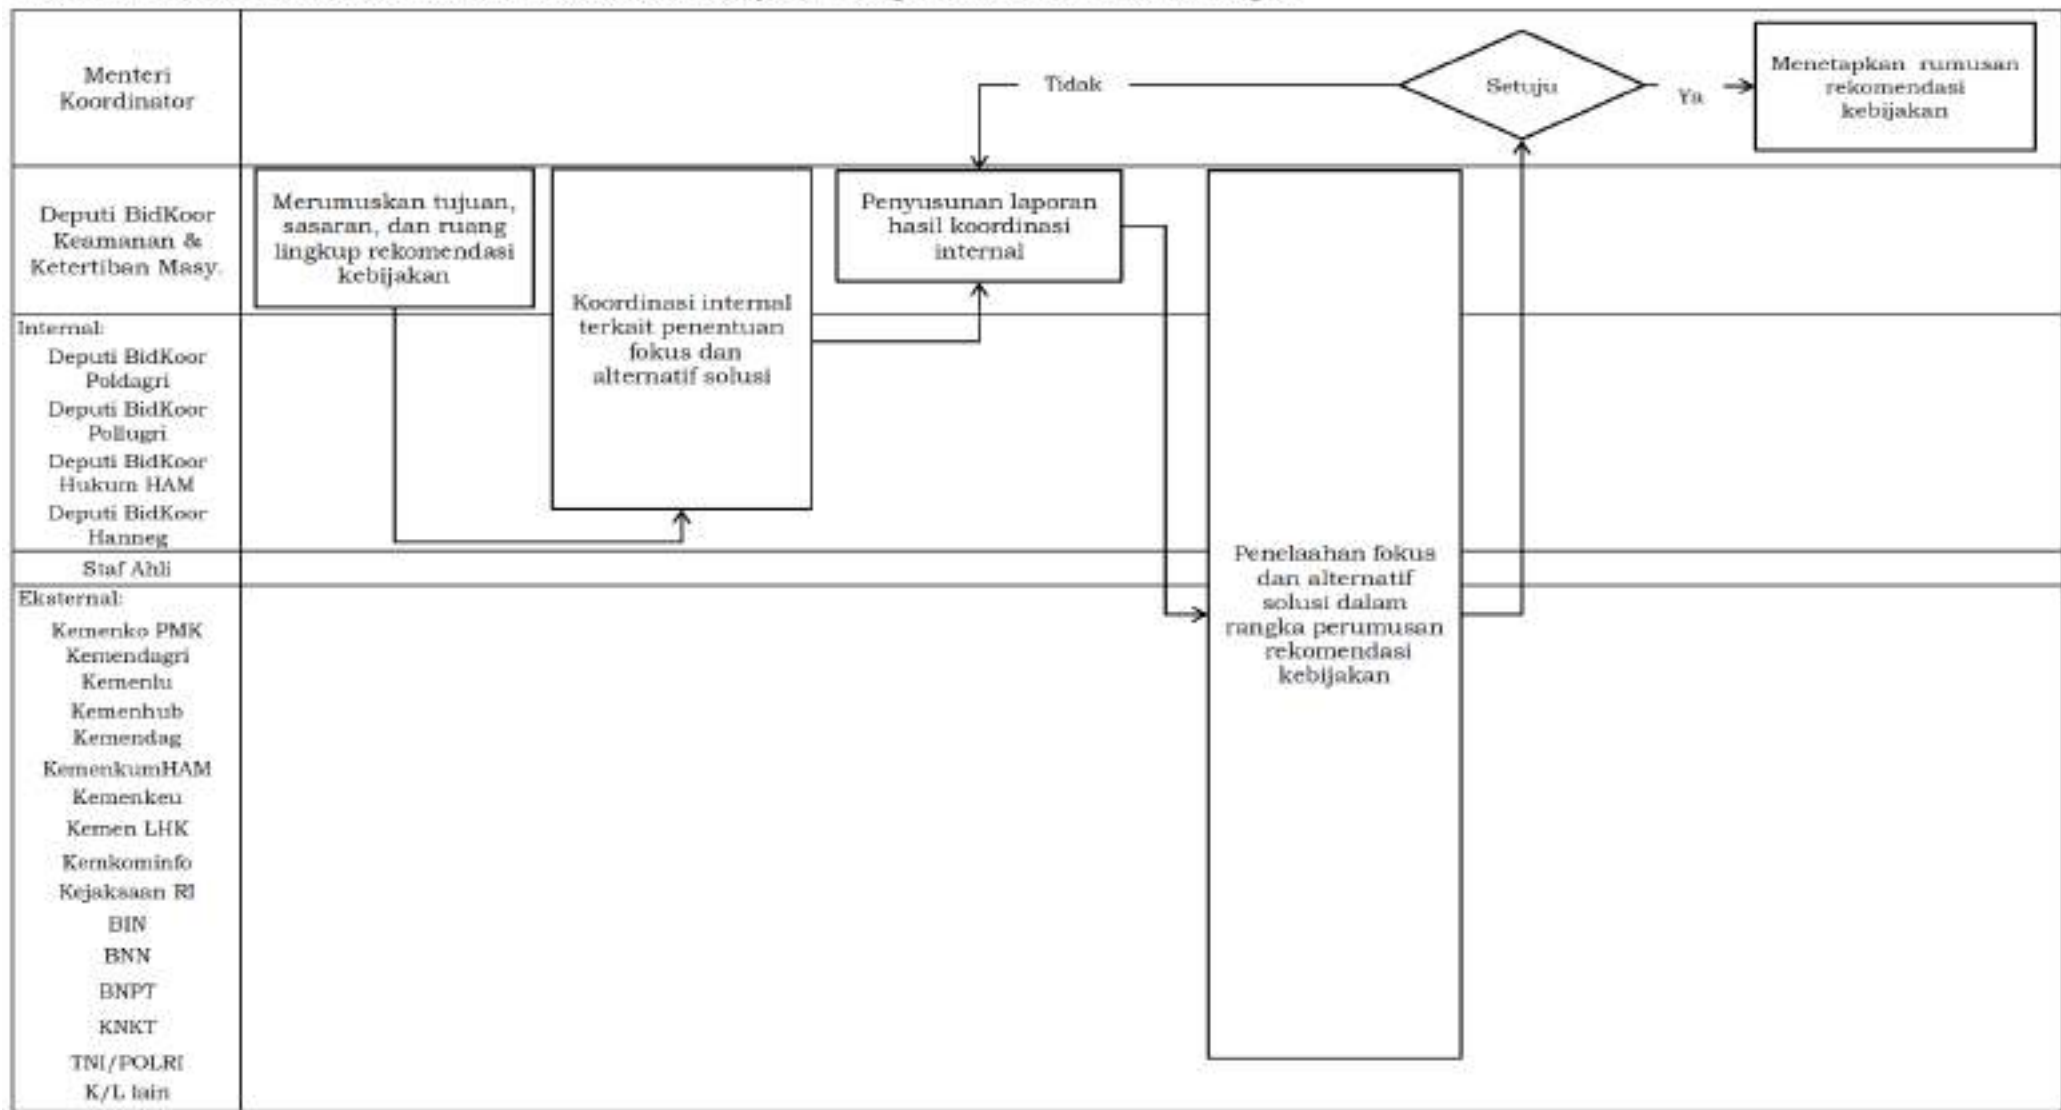 Menteri
Koordinator
Tidak
Setuju
Ya
Menetapkan rumusan
rekomendasi
kebijakan
Deputi BidKoor
Keamanan &
Ketertiban Masy.
Merumuskan tujuan,
sasaran, dan ruang
lingkup rekomendasi
kebijakan
Koordinasi internal
terkait penentuan
fokus dan
alternatif solusi
Penyusunan laporan
hasil koordinasi
internal
Internal:
Deputi BidKoor
Poldagri
Deputi BidKoor
Pollugri
Deputi BidKoor
Hukum HAM
Deputi BidKoor
Hanneg
Staf Ahli
Penelaahan fokus
dan alternatif
solusi dalam
rangka perumusan
rekomendasi
kebijakan
Eksternal:
Kemenko PMK
Kemendagri
Kemenlu
Kemenhub
Kemendag
KemenkumHAM
Kemenkeu
Kemen LHK
Kemkominfo
Kejaksaan RI
BIN
BNN
BNPT
KNKT
TNI/POLRI
K/L lain